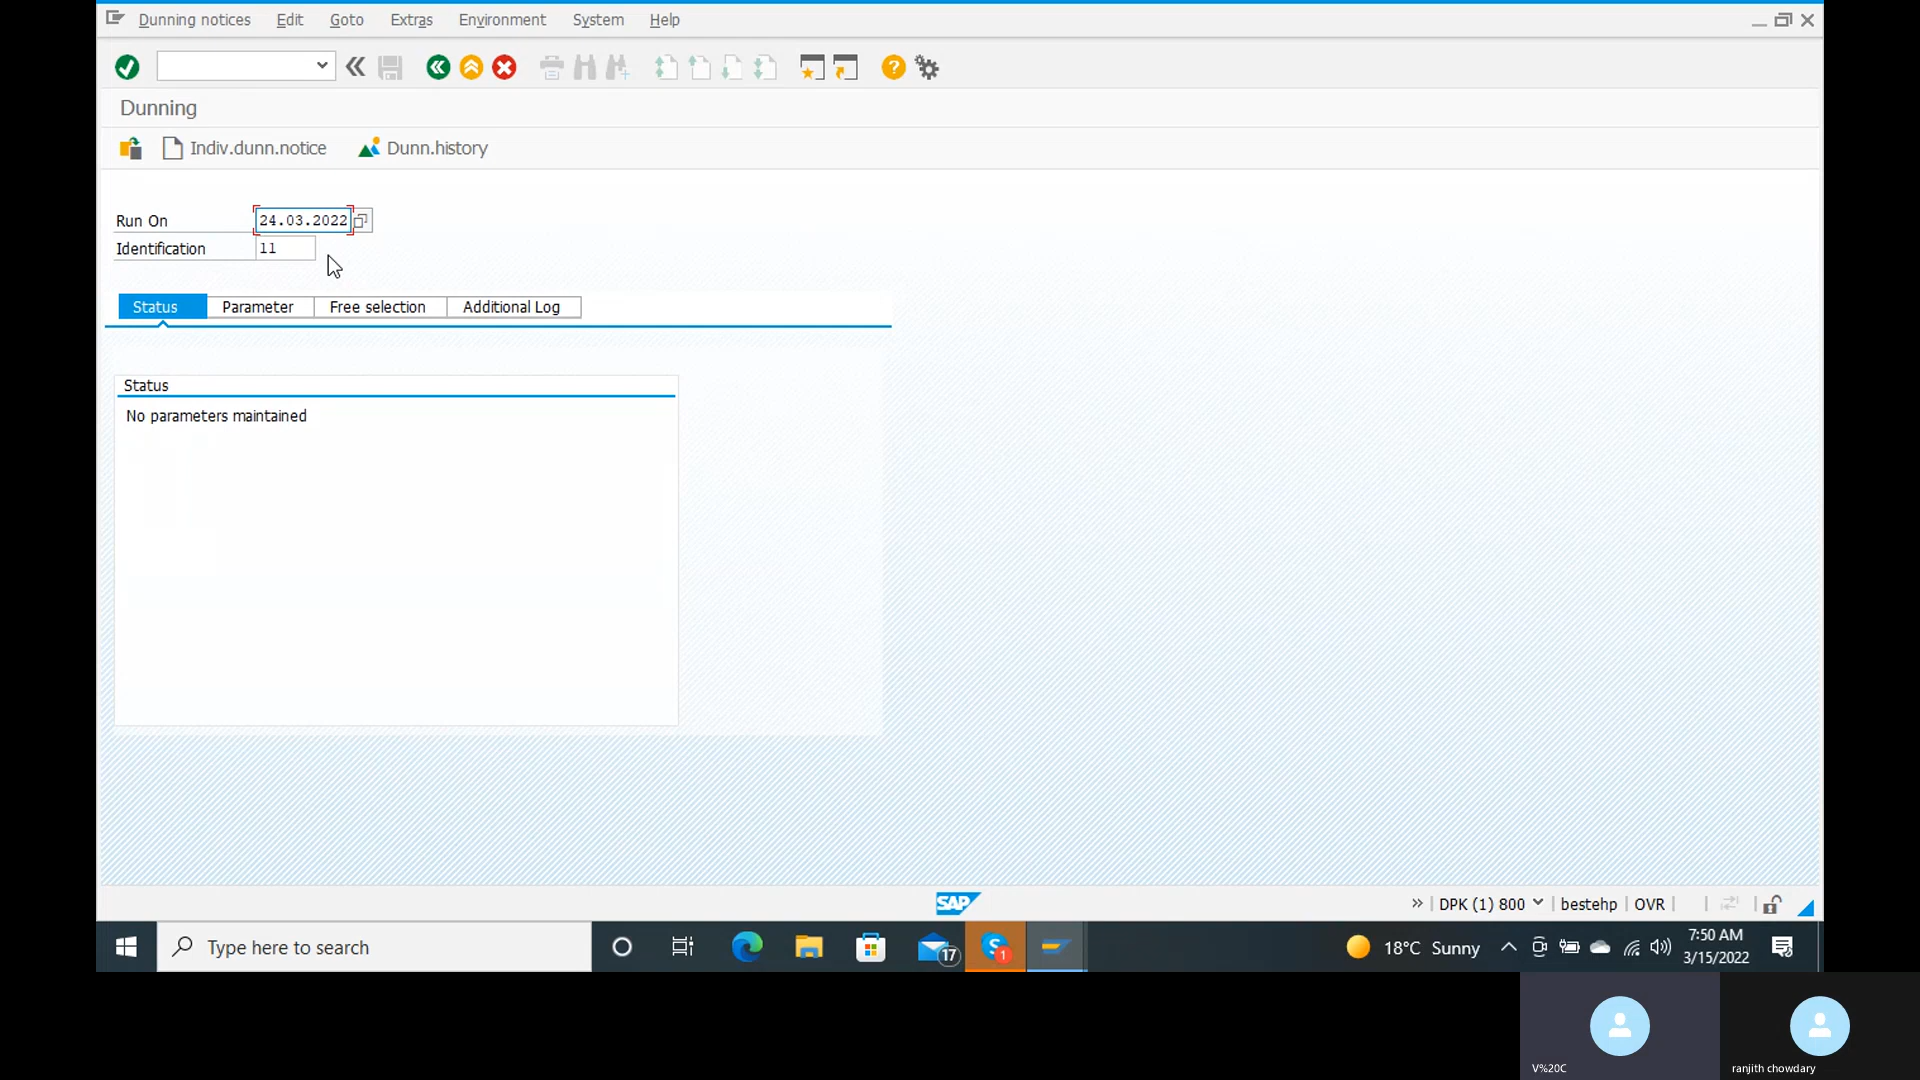 Dunning notices Edit Goto Extras Environment System Help
Dunning
Indiv.dunn.notice Dunn.history
Run On 24.03.2022
Identification 11
Status Parameter Free selection Additional Log
Status
No parameters maintained
SAP
DPK (1) 800 bestehp OVR
Type here to search
17
S 1
18°C Sunny
7:50 AM
3/15/2022
V%20C
ranjith chowdary